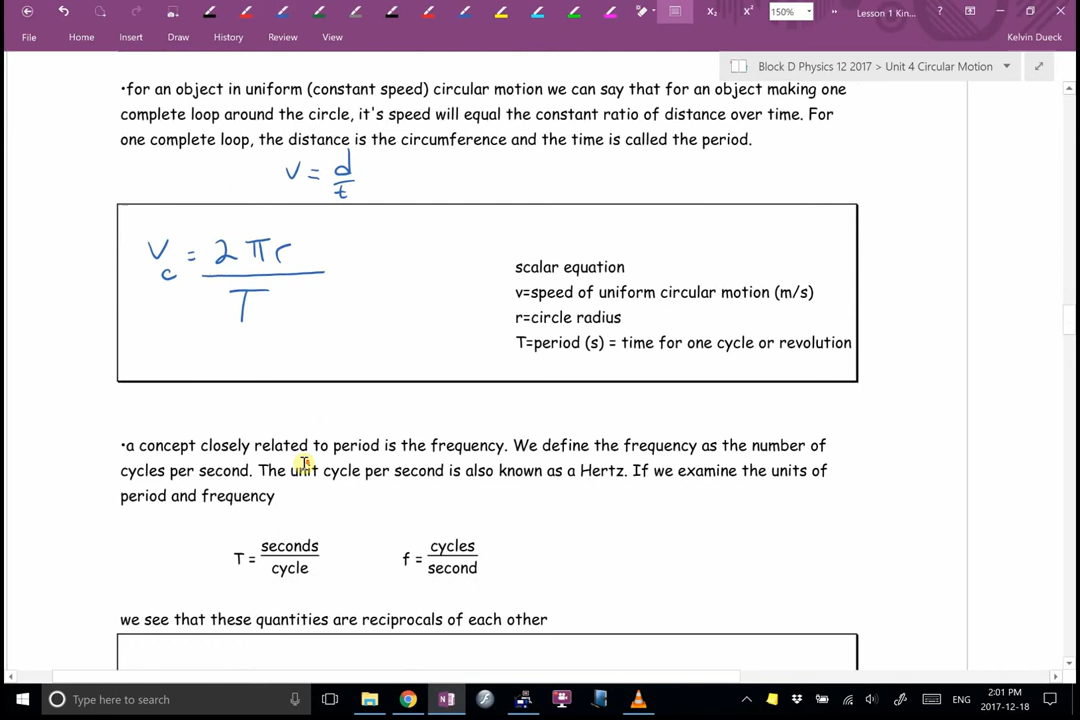 150%
Lesson 1 Kin...
File Home Insert Draw History Review View
Kelvin Dueck
Block D Physics 12 2017 > Unit 4 Circular Motion
•for an object in uniform (constant speed) circular motion we can say that for an object making one
complete loop around the circle, it's speed will equal the constant ratio of distance over time. For
one complete loop, the distance is the circumference and the time is called the period.
v = d/t
v_c = 2πr/T
scalar equation
v=speed of uniform circular motion (m/s)
r=circle radius
T=period (s) = time for one cycle or revolution
•a concept closely related to period is the frequency. We define the frequency as the number of
cycles per second. The unit cycle per second is also known as a Hertz. If we examine the units of
period and frequency
T = seconds/cycle f = cycles/second
we see that these quantities are reciprocals of each other
Type here to search
ENG
2:01 PM
2017-12-18